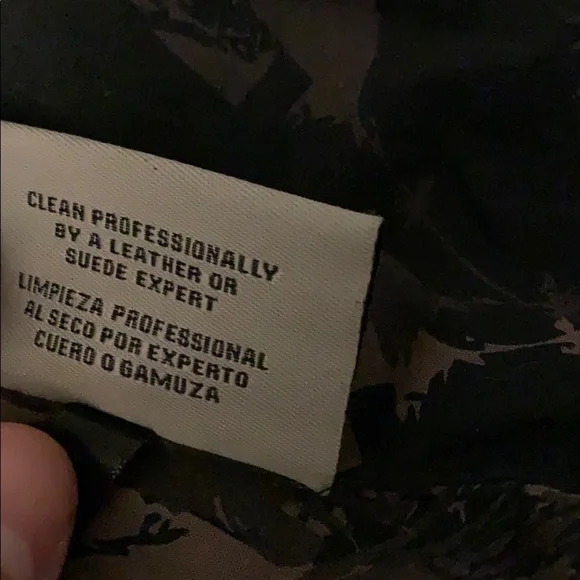 CLEAN PROFESSIONALLY
BY A LEATHER OR
SUEDE EXPERT
LIMPIEZA PROFESSIONAL
AL SECO POR EXPERTO
CUERO O GAMUZA